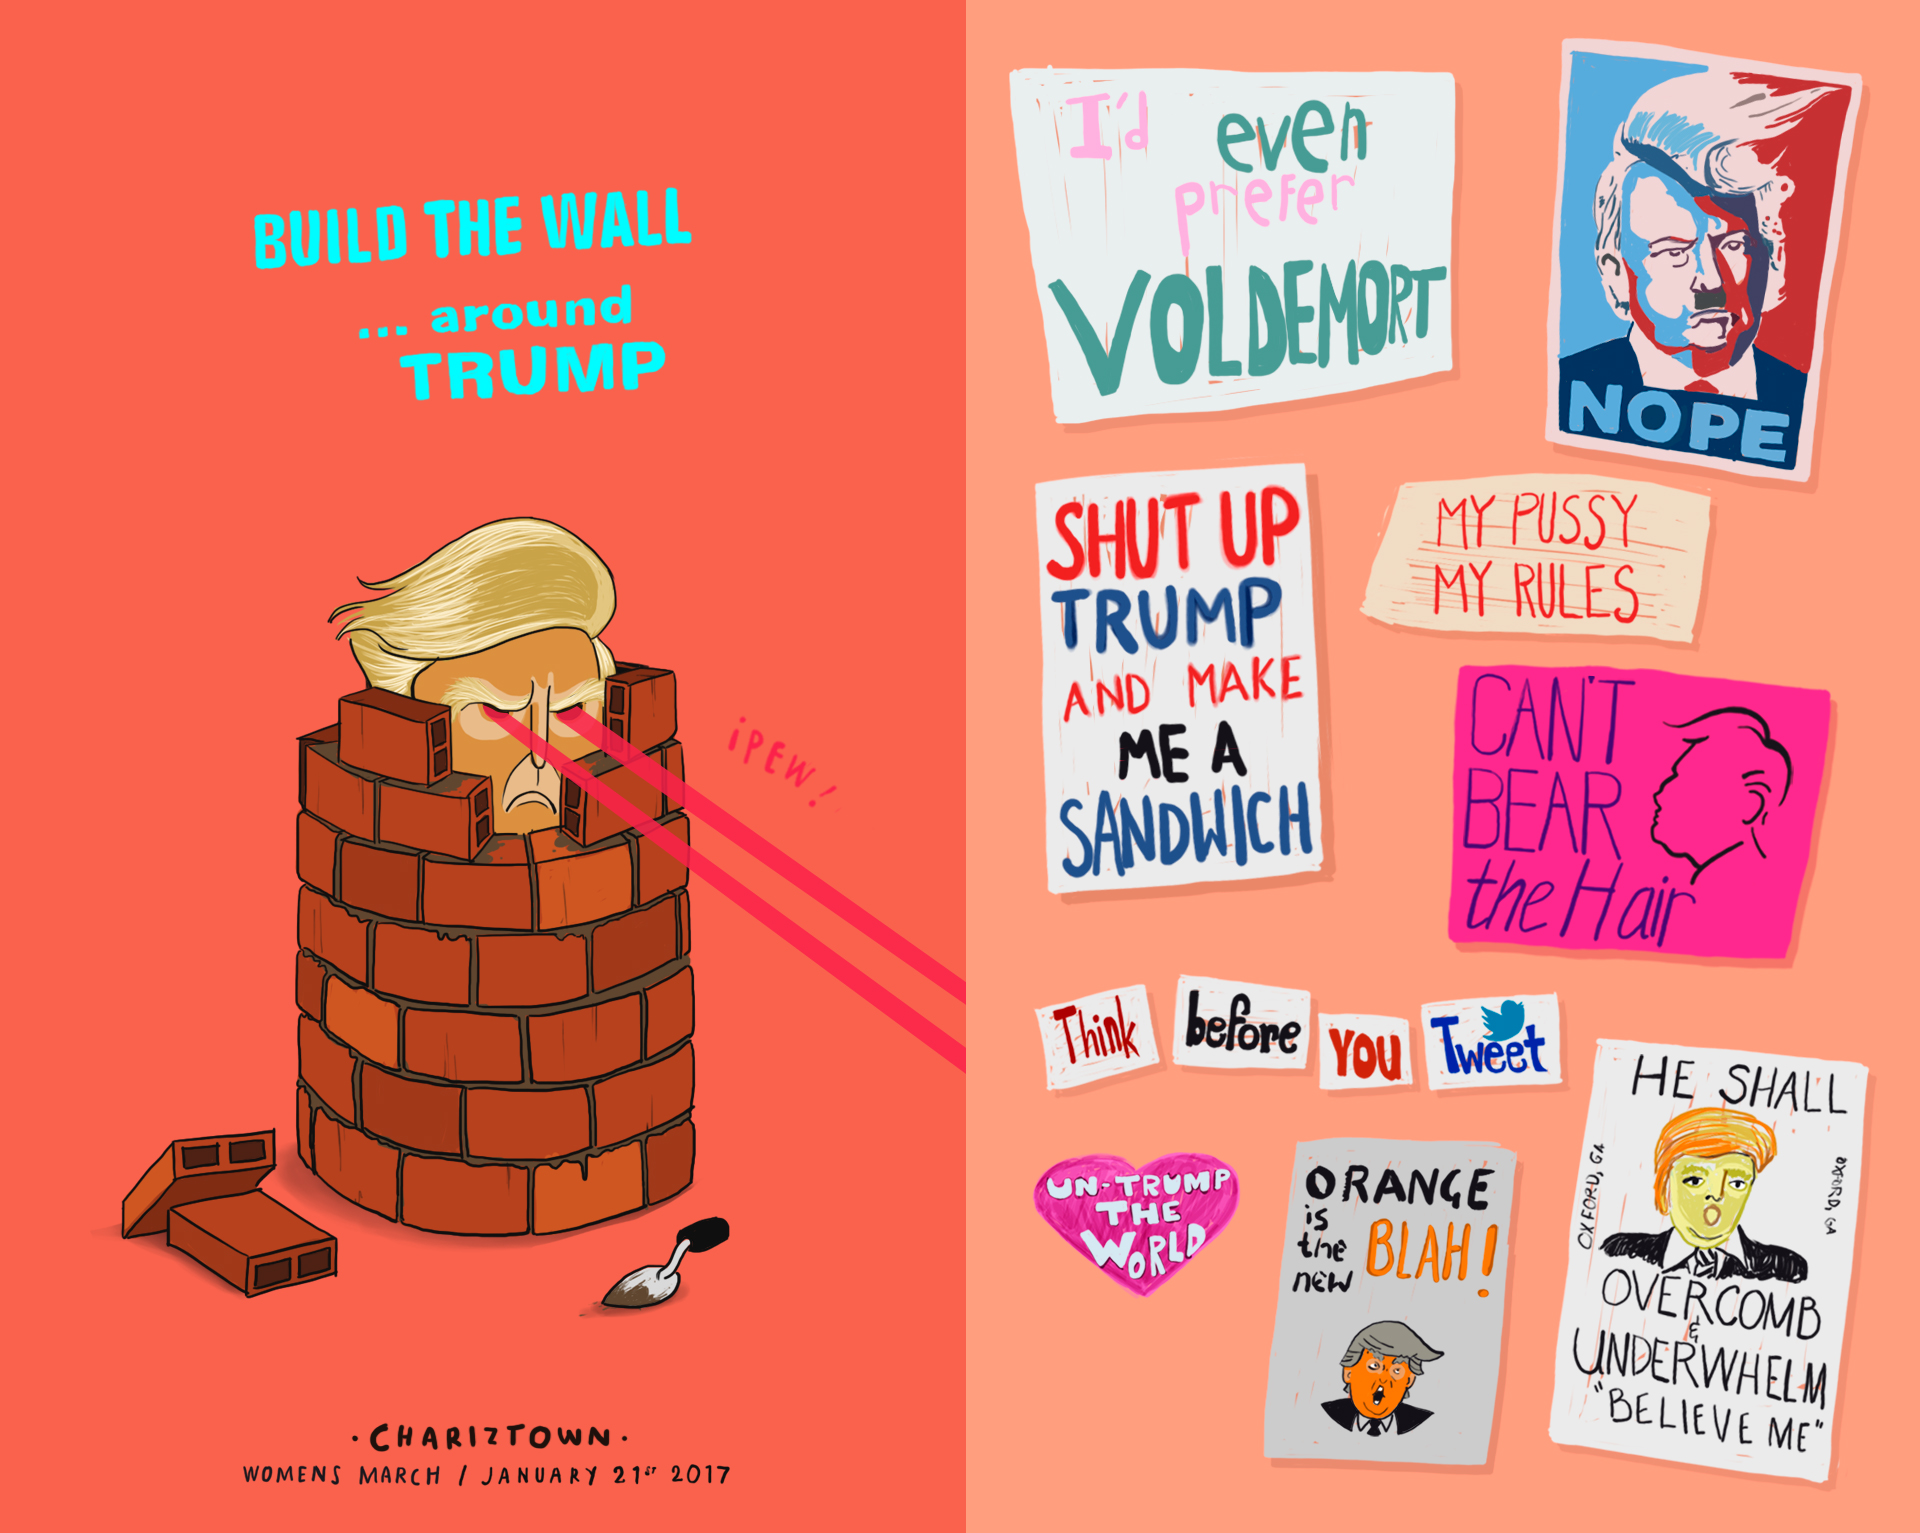 BUILD THE WALL
... around
TRUMP
¡PEW!
·CHARIZTOWN·
WOMENS MARCH / JANUARY 21ST 2017
I'd even
prefer
VOLDEMORT
NOPE
SHUT UP
TRUMP
AND MAKE
ME A
SANDWICH
MY PUSSY
MY RULES
CAN'T
BEAR
the Hair
Think before YOU Tweet
UN-TRUMP
THE
WORLD
ORANGE
is
the
new
BLAH!
HE SHALL
OXFORD, GA
OXFORD, GA
OVERCOMB
&
UNDERWHELM
"BELIEVE ME"